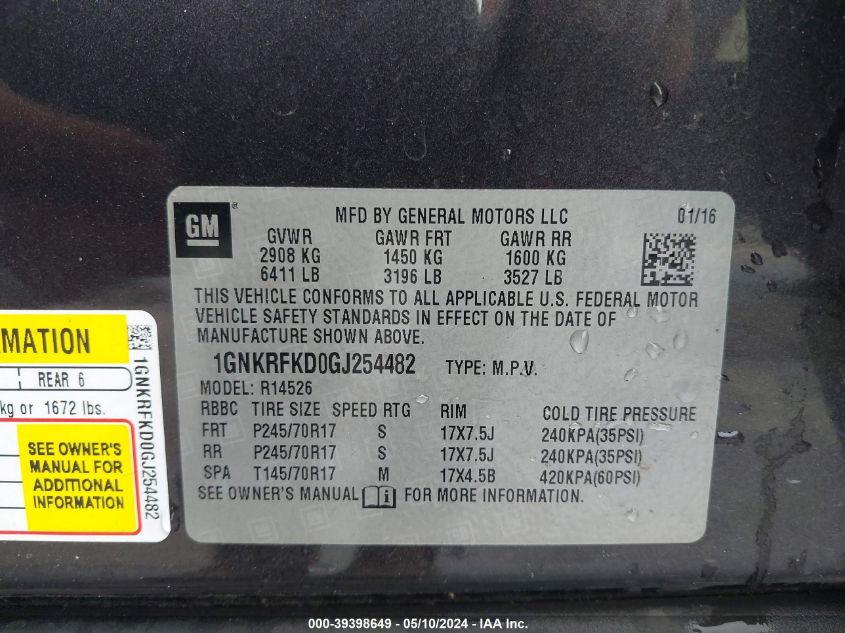 GM ®
MFD BY GENERAL MOTORS LLC 01/16
GVWR GAWR FRT GAWR RR
2908 KG 1450 KG 1600 KG
6411 LB 3196 LB 3527 LB
THIS VEHICLE CONFORMS TO ALL APPLICABLE U.S. FEDERAL MOTOR
VEHICLE SAFETY STANDARDS IN EFFECT ON THE DATE OF
MANUFACTURE SHOWN ABOVE.
1GNKRFKD0GJ254482 TYPE: M.P.V.
MODEL: R14526
RBBC TIRE SIZE SPEED RTG RIM COLD TIRE PRESSURE
FRT P245/70R17 S 17X7.5J 240KPA(35PSI)
RR P245/70R17 S 17X7.5J 240KPA(35PSI)
SPA T145/70R17 M 17X4.5B 420KPA(60PSI)
SEE OWNER'S MANUAL FOR MORE INFORMATION.
MATION
REAR 6
kg or 1672 lbs.
SEE OWNER'S
MANUAL FOR
ADDITIONAL
INFORMATION
1GNKRFKD0GJ254482
000-39398649 - 05/10/2024 - IAA Inc.